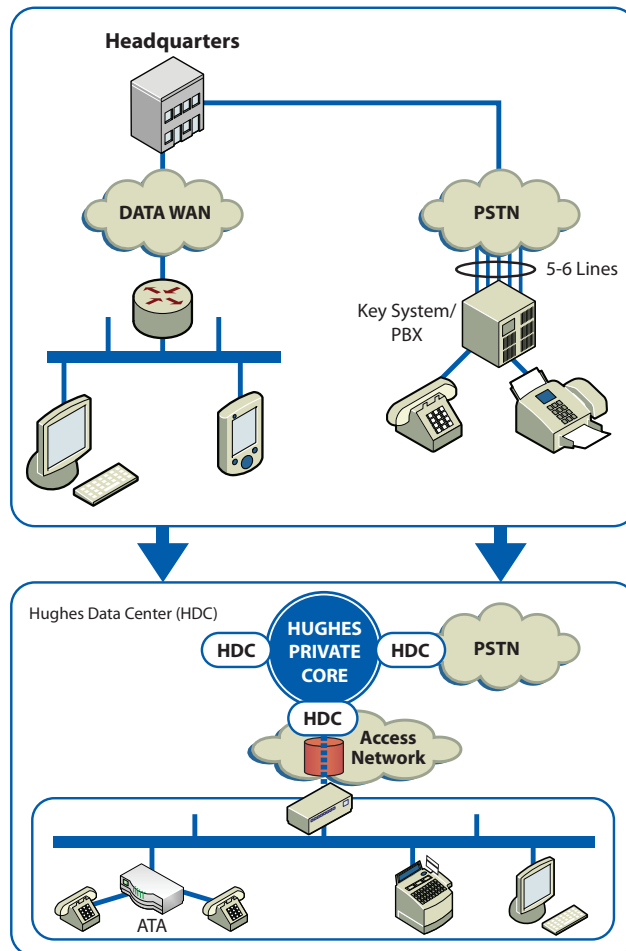 Headquarters
DATA WAN
PSTN
5-6 Lines
Key System/
PBX
Hughes Data Center (HDC)
HUGHES
PRIVATE
CORE
HDC
HDC
PSTN
HDC
Access
Network
ATA